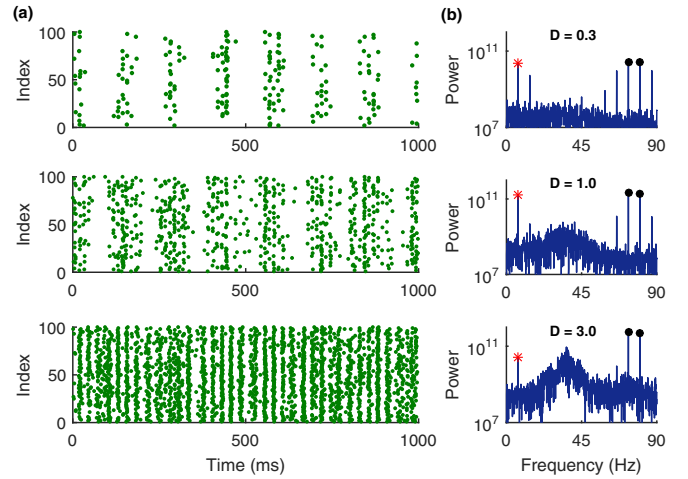 (a)
(b)
100
50
0
Index
0
500
1000
10^11
10^7
Power
D = 0.3
0
45
90
100
50
0
Index
0
500
1000
10^11
10^7
Power
D = 1.0
0
45
90
100
50
0
Index
0
500
1000
Time (ms)
10^11
10^7
Power
D = 3.0
0
45
90
Frequency (Hz)